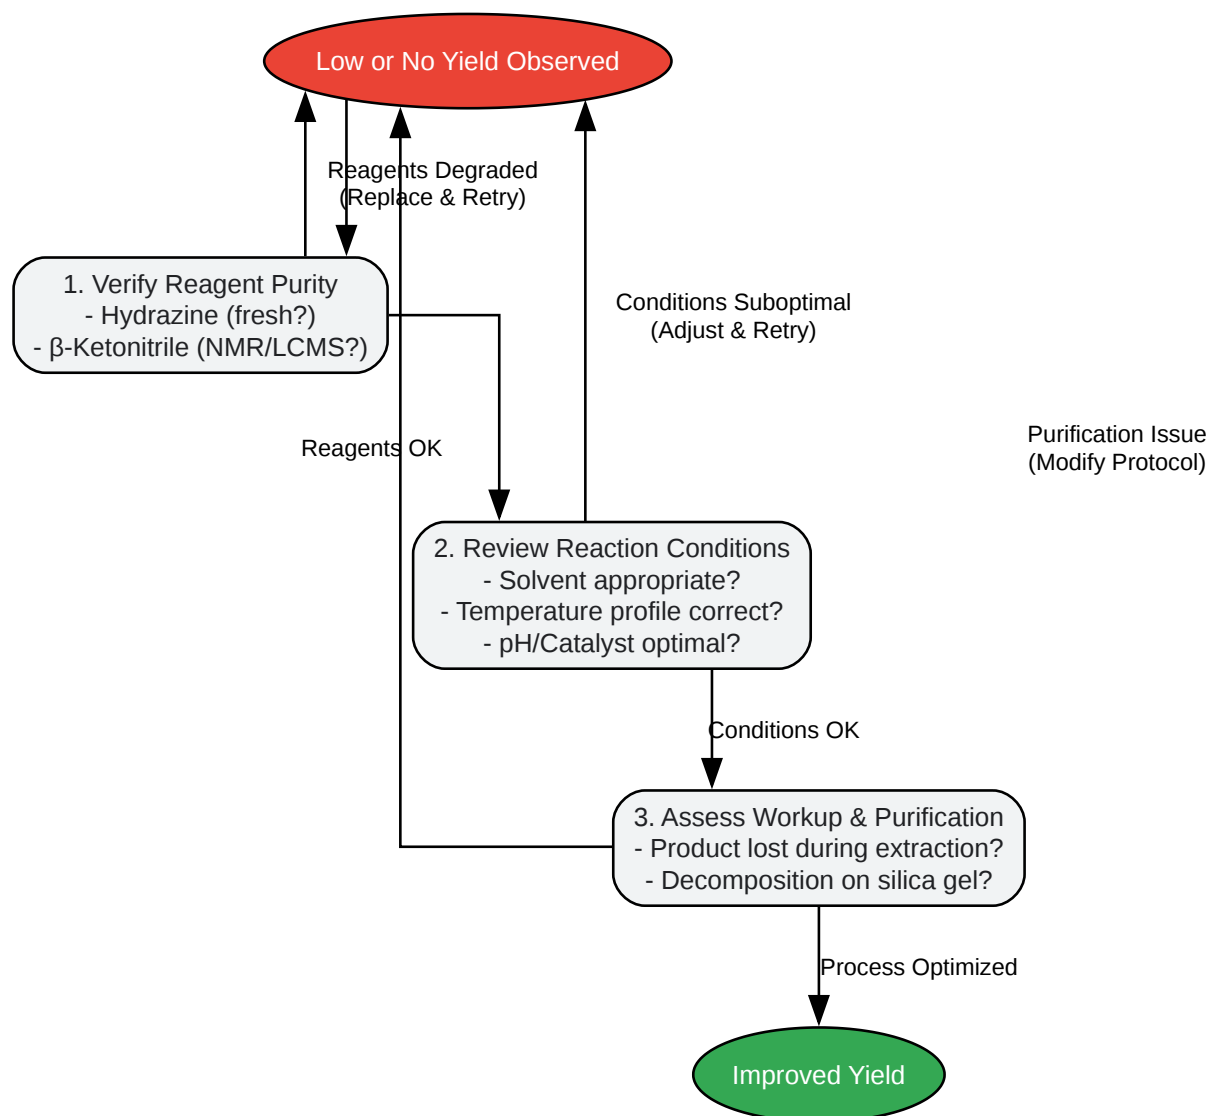 Low or No Yield Observed
Reagents Degraded
(Replace & Retry)
1. Verify Reagent Purity
- Hydrazine (fresh?)
- β-Ketonitrile (NMR/LCMS?)
Conditions Suboptimal
(Adjust & Retry)
Reagents OK
Purification Issue
(Modify Protocol)
2. Review Reaction Conditions
- Solvent appropriate?
- Temperature profile correct?
- pH/Catalyst optimal?
Conditions OK
3. Assess Workup & Purification
- Product lost during extraction?
- Decomposition on silica gel?
Process Optimized
Improved Yield